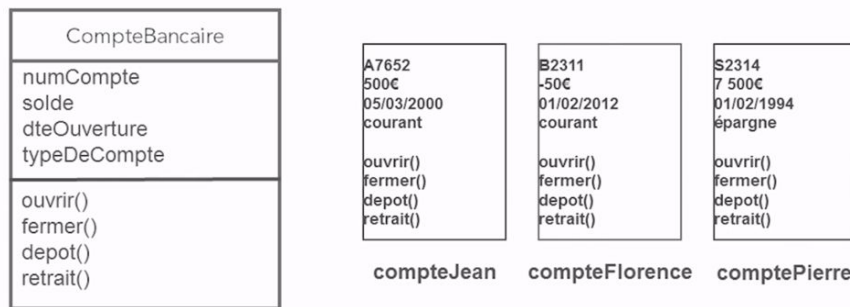 CompteBancaire
numCompte
solde
dteOuverture
typeDeCompte
ouvrir()
fermer()
depot()
retrait()
A7652
500€
05/03/2000
courant
ouvrir()
fermer()
depot()
retrait()
compteJean
B2311
-50€
01/02/2012
courant
ouvrir()
fermer()
depot()
retrait()
compteFlorence
S2314
7 500€
01/02/1994
épargne
ouvrir()
fermer()
depot()
retrait()
comptePierre